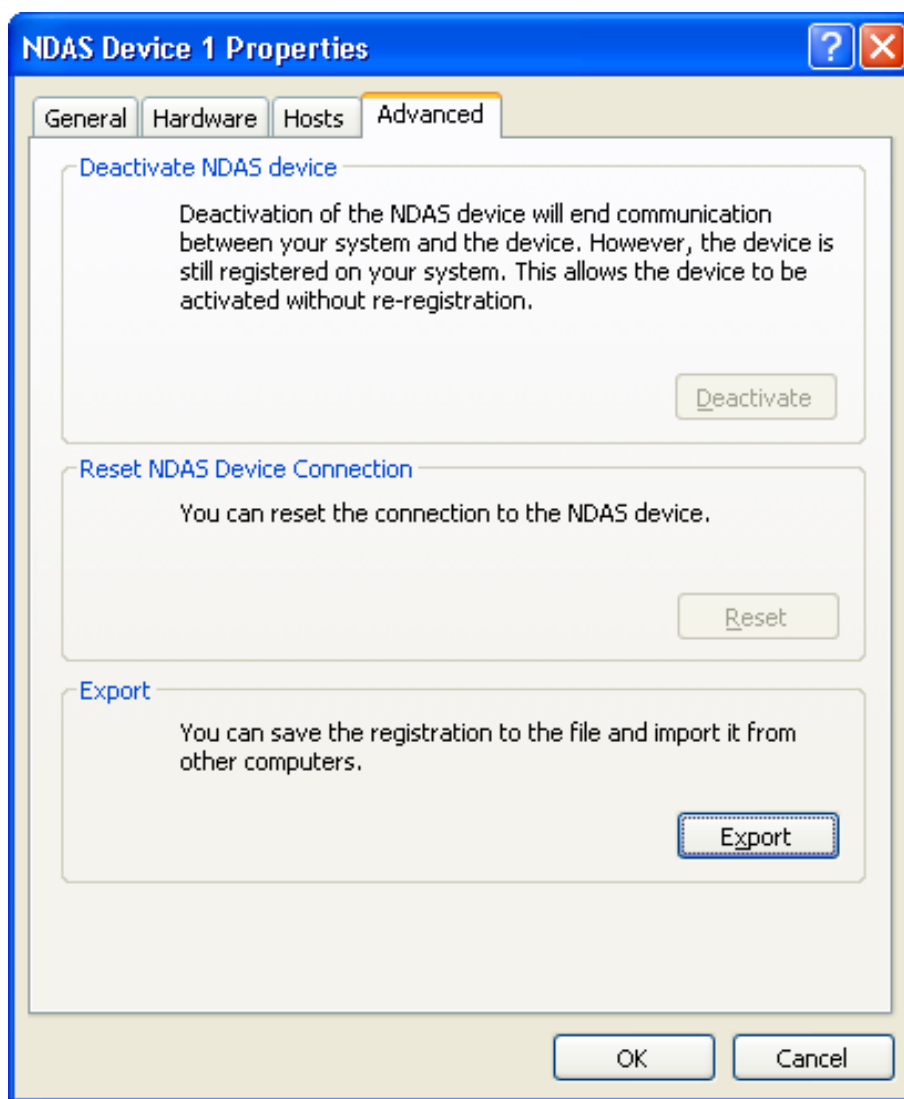 NDAS Device 1 Properties
General Hardware Hosts Advanced
Deactivate NDAS device
Deactivation of the NDAS device will end communication
between your system and the device. However, the device is
still registered on your system. This allows the device to be
activated without re-registration.
Deactivate
Reset NDAS Device Connection
You can reset the connection to the NDAS device.
Reset
Export
You can save the registration to the file and import it from
other computers.
Export
OK Cancel